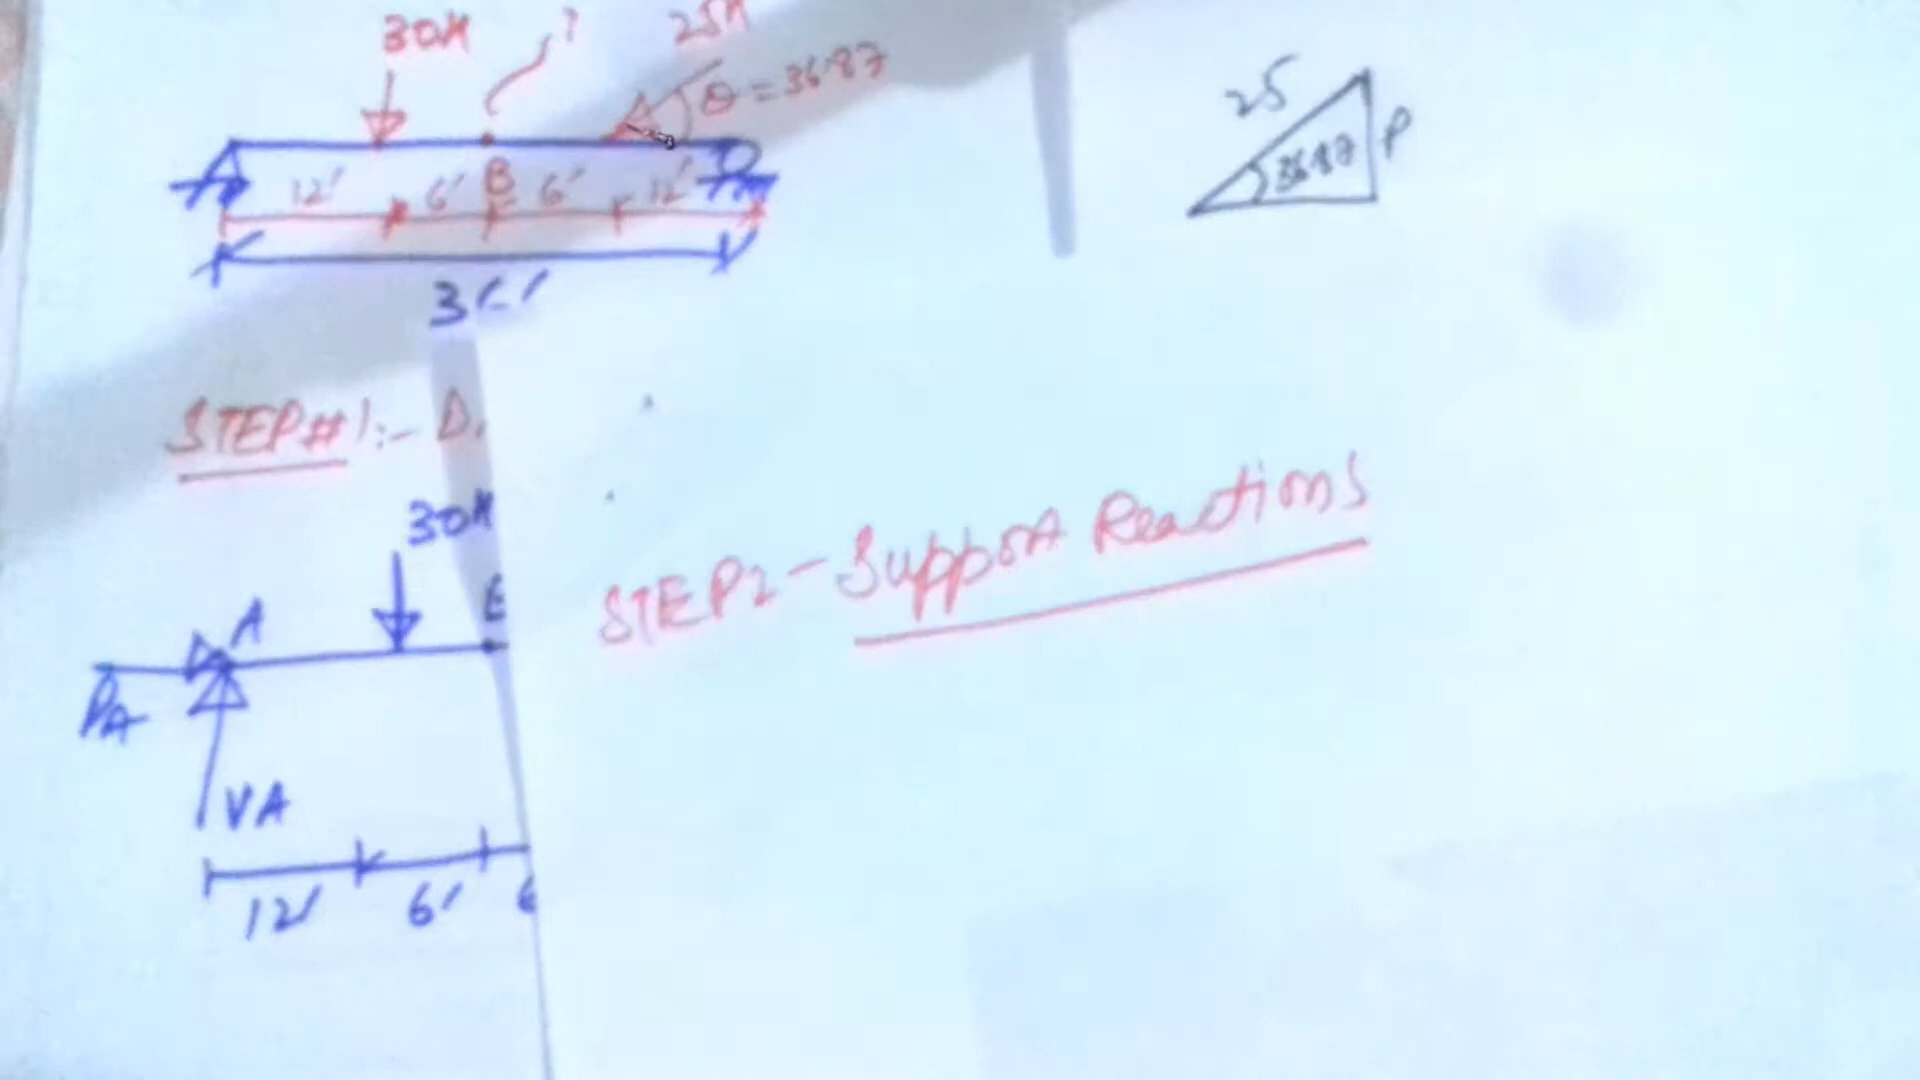 30K
?
25K
θ = 36.87
12' 6' B 6' 12'
36'
25
36.87
P
STEP#1:- D.
30K
STEP2 - Support Reactions
A
VA
12' 6' 6